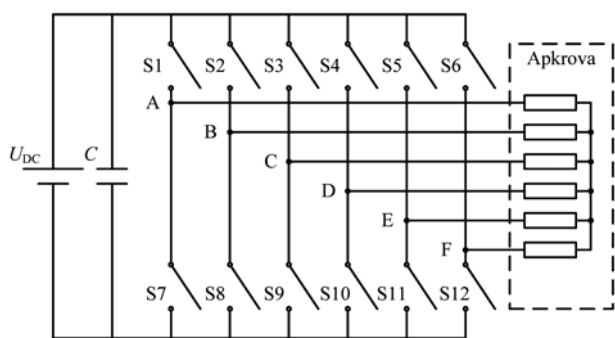 S1 S2 S3 S4 S5 S6 Apkrova
A
B
U_DC C C
D
E
F
S7 S8 S9 S10 S11 S12